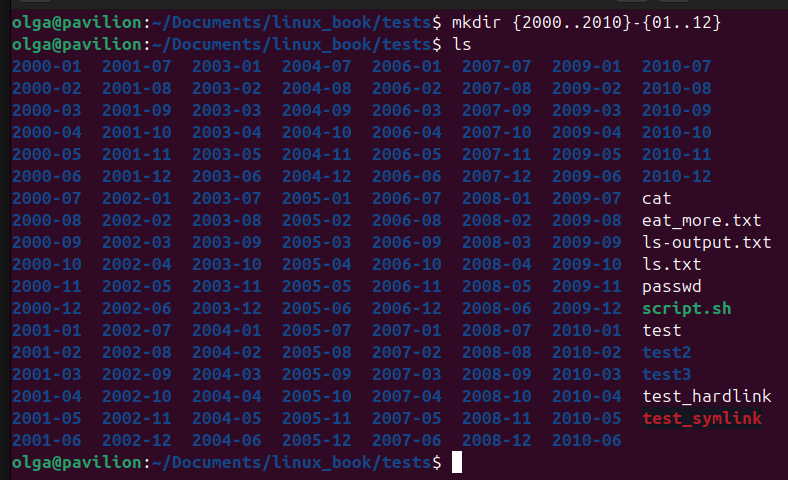 olga@pavilion:~/Documents/linux_book/tests$ mkdir {2000..2010}-{01..12}
olga@pavilion:~/Documents/linux_book/tests$ ls
2000-01 2001-07 2003-01 2004-07 2006-01 2007-07 2009-01 2010-07
2000-02 2001-08 2003-02 2004-08 2006-02 2007-08 2009-02 2010-08
2000-03 2001-09 2003-03 2004-09 2006-03 2007-09 2009-03 2010-09
2000-04 2001-10 2003-04 2004-10 2006-04 2007-10 2009-04 2010-10
2000-05 2001-11 2003-05 2004-11 2006-05 2007-11 2009-05 2010-11
2000-06 2001-12 2003-06 2004-12 2006-06 2007-12 2009-06 2010-12
2000-07 2002-01 2003-07 2005-01 2006-07 2008-01 2009-07 cat
2000-08 2002-02 2003-08 2005-02 2006-08 2008-02 2009-08 eat_more.txt
2000-09 2002-03 2003-09 2005-03 2006-09 2008-03 2009-09 ls-output.txt
2000-10 2002-04 2003-10 2005-04 2006-10 2008-04 2009-10 ls.txt
2000-11 2002-05 2003-11 2005-05 2006-11 2008-05 2009-11 passwd
2000-12 2002-06 2003-12 2005-06 2006-12 2008-06 2009-12 script.sh
2001-01 2002-07 2004-01 2005-07 2007-01 2008-07 2010-01 test
2001-02 2002-08 2004-02 2005-08 2007-02 2008-08 2010-02 test2
2001-03 2002-09 2004-03 2005-09 2007-03 2008-09 2010-03 test3
2001-04 2002-10 2004-04 2005-10 2007-04 2008-10 2010-04 test_hardlink
2001-05 2002-11 2004-05 2005-11 2007-05 2008-11 2010-05 test_symlink
2001-06 2002-12 2004-06 2005-12 2007-06 2008-12 2010-06
olga@pavilion:~/Documents/linux_book/tests$